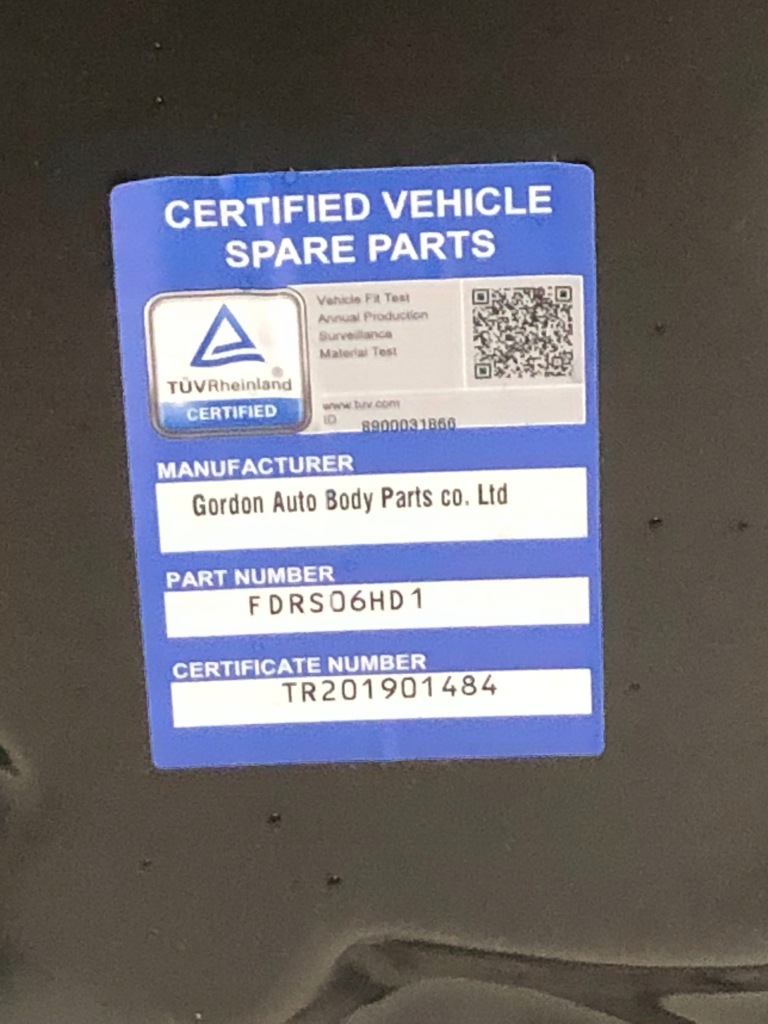 CERTIFIED VEHICLE
SPARE PARTS
Vehicle Fit Test
Annual Production
Surveillance
Material Test
TÜVRheinland®
CERTIFIED
www.tuv.com
ID 8900031866
MANUFACTURER
Gordon Auto Body Parts co. Ltd
PART NUMBER
FDRS06HD1
CERTIFICATE NUMBER
TR201901484